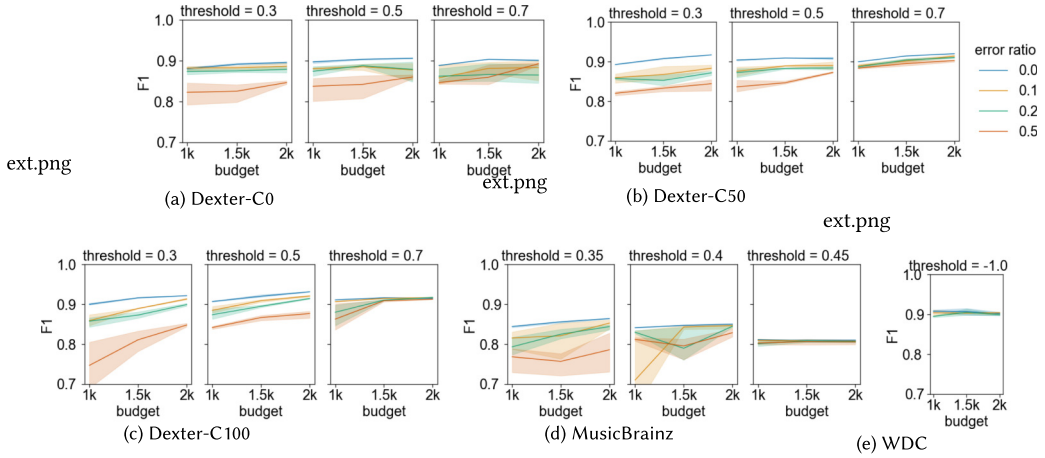 threshold = 0.3 threshold = 0.5 threshold = 0.7
1.0
0.9
0.8
0.7
F1
1k 1.5k 2k 1k 1.5k 2k 1k 1.5k 2k
budget budget budget
(a) Dexter-C0
threshold = 0.3 threshold = 0.5 threshold = 0.7
1.0
0.9
0.8
0.7
F1
1k 1.5k 2k 1k 1.5k 2k 1k 1.5k 2k
budget budget budget
(b) Dexter-C50
error ratio
0.0
0.1
0.2
0.5
ext.png
ext.png
ext.png
threshold = 0.3 threshold = 0.5 threshold = 0.7
1.0
0.9
0.8
0.7
F1
1k 1.5k 2k 1k 1.5k 2k 1k 1.5k 2k
budget budget budget
(c) Dexter-C100
threshold = 0.35 threshold = 0.4 threshold = 0.45
1.0
0.9
0.8
0.7
F1
1k 1.5k 2k 1k 1.5k 2k 1k 1.5k 2k
budget budget budget
(d) MusicBrainz
threshold = -1.0
1.0
0.9
0.8
0.7
F1
1k 1.5k 2k
budget
(e) WDC